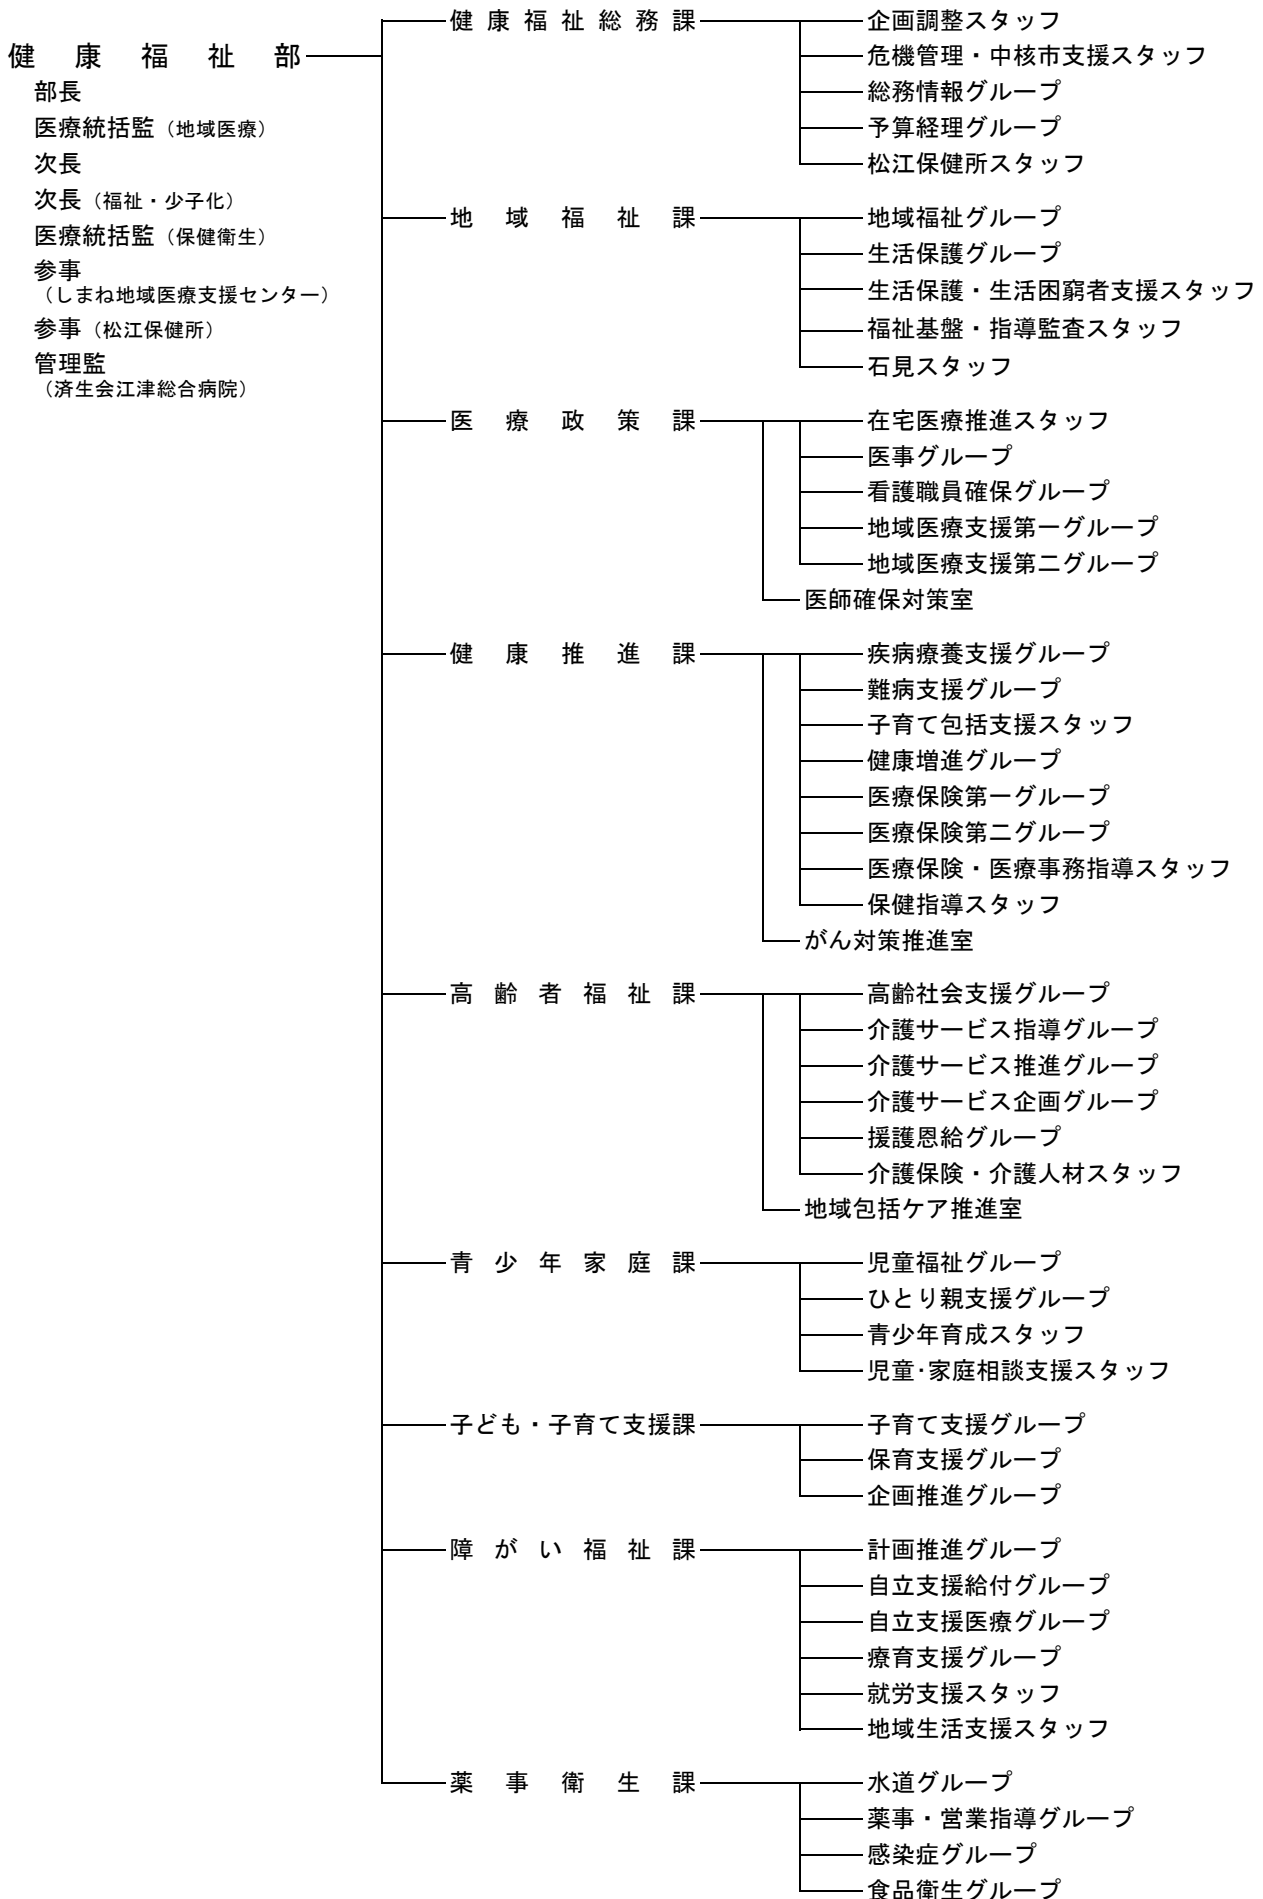 健康福祉部
部長
医療統括監（地域医療）
次長
次長（福祉・少子化）
医療統括監（保健衛生）
参事
（しまね地域医療支援センター）
参事（松江保健所）
管理監
（済生会江津総合病院）
健康福祉総務課
企画調整スタッフ
危機管理・中核市支援スタッフ
総務情報グループ
予算経理グループ
松江保健所スタッフ
地域福祉課
地域福祉グループ
生活保護グループ
生活保護・生活困窮者支援スタッフ
福祉基盤・指導監査スタッフ
石見スタッフ
医療政策課
在宅医療推進スタッフ
医事グループ
看護職員確保グループ
地域医療支援第一グループ
地域医療支援第二グループ
医師確保対策室
健康推進課
疾病療養支援グループ
難病支援グループ
子育て包括支援スタッフ
健康増進グループ
医療保険第一グループ
医療保険第二グループ
医療保険・医療事務指導スタッフ
保健指導スタッフ
がん対策推進室
高齢者福祉課
高齢社会支援グループ
介護サービス指導グループ
介護サービス推進グループ
介護サービス企画グループ
援護恩給グループ
介護保険・介護人材スタッフ
地域包括ケア推進室
青少年家庭課
児童福祉グループ
ひとり親支援グループ
青少年育成スタッフ
児童･家庭相談支援スタッフ
子ども・子育て支援課
子育て支援グループ
保育支援グループ
企画推進グループ
障がい福祉課
計画推進グループ
自立支援給付グループ
自立支援医療グループ
療育支援グループ
就労支援スタッフ
地域生活支援スタッフ
薬事衛生課
水道グループ
薬事・営業指導グループ
感染症グループ
食品衛生グループ